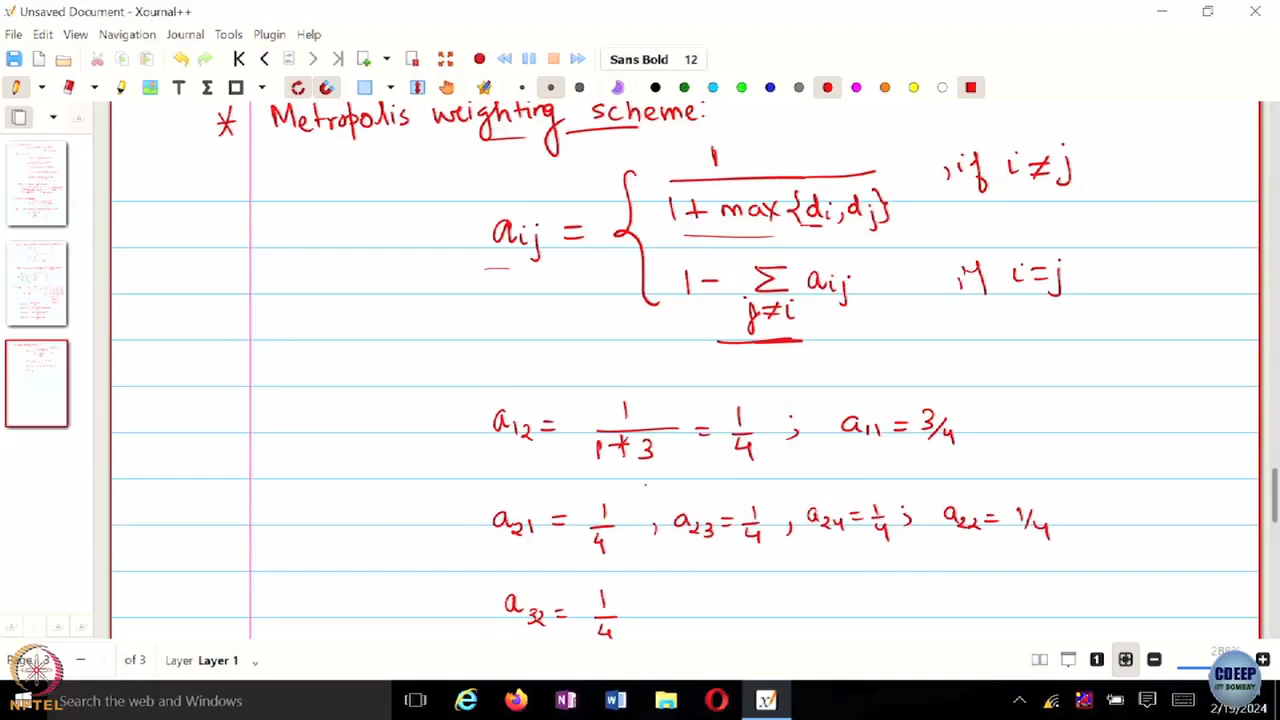 Unsaved Document - Xournal++
File Edit View Navigation Journal Tools Plugin Help
Sans Bold 12
* Metropolis weighting scheme:
aij = { 1 / 1 + max{di, dj} , if i ≠ j
1 - Σ j≠i aij , if i = j
a12 = 1 / 1+3 = 1/4 ; a11 = 3/4
a21 = 1/4 , a23 = 1/4 , a24 = 1/4 ; a22 = 1/4
a32 = 1/4
of 3 Layer Layer 1
288%
NPTEL
Search the web and Windows
CDEEP
IIT BOMBAY
2/19/2024